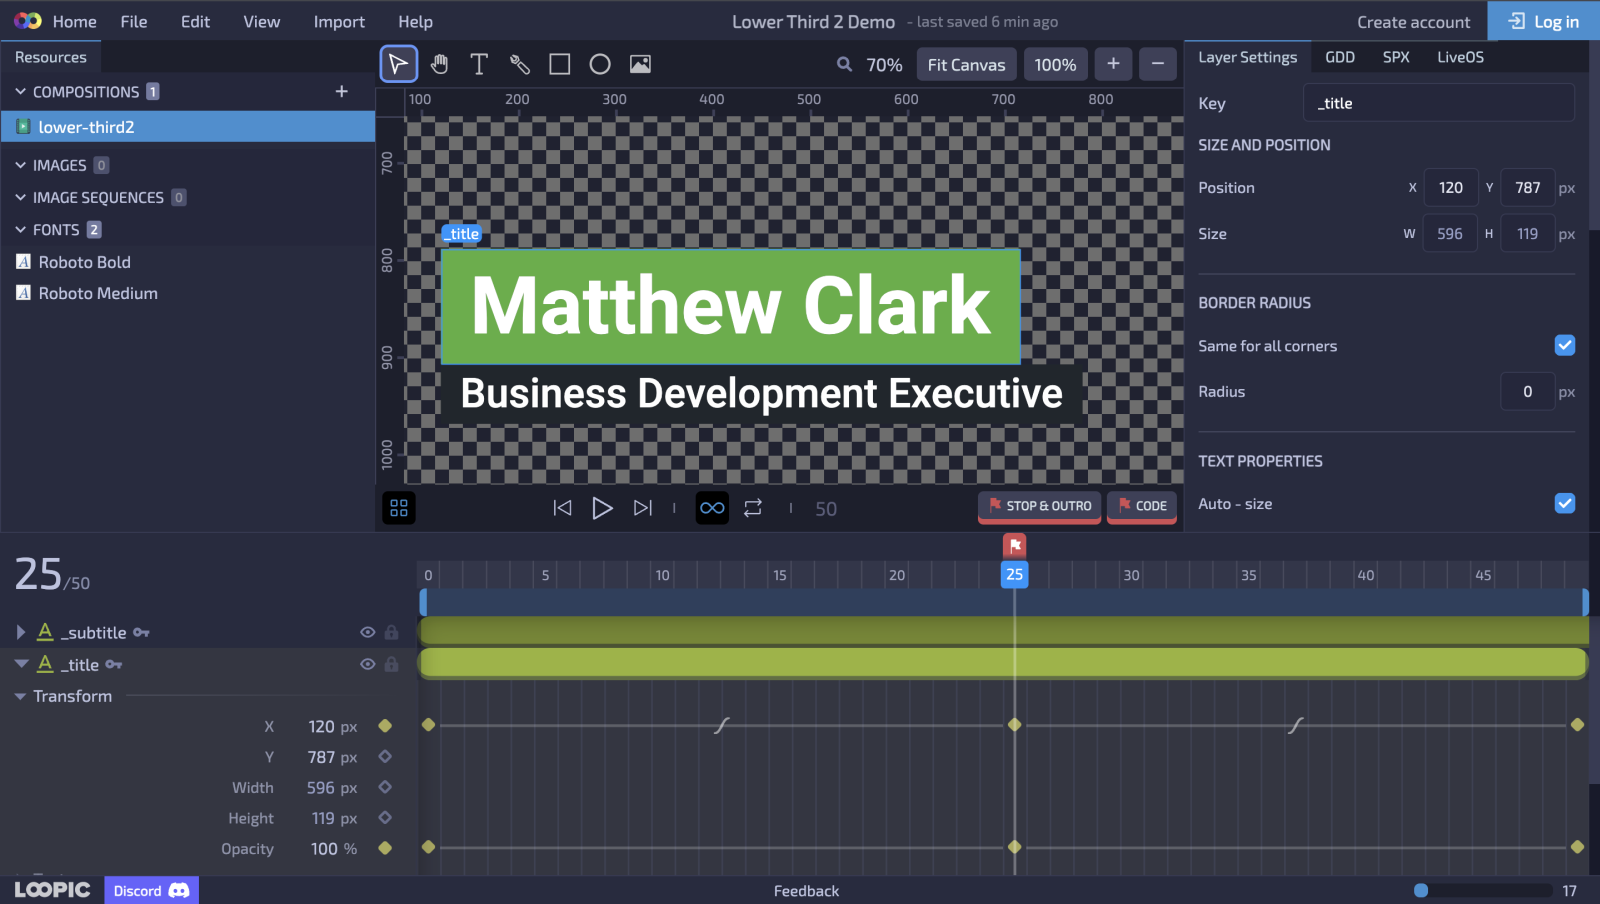 Home File Edit View Import Help
Lower Third 2 Demo - last saved 6 min ago
Create account Log in
Resources
COMPOSITIONS 1 +
lower-third2
IMAGES 0
IMAGE SEQUENCES 0
FONTS 2
Roboto Bold
Roboto Medium
T 70% Fit Canvas 100% + −
100 200 300 400 500 600 700 800
700
800
900
1000
_title
Matthew Clark
Business Development Executive
50 STOP & OUTRO CODE
Layer Settings GDD SPX LiveOS
Key _title
SIZE AND POSITION
Position X 120 Y 787 px
Size W 596 H 119 px
BORDER RADIUS
Same for all corners
Radius 0 px
TEXT PROPERTIES
Auto - size
25/50
0 5 10 15 20 25 30 35 40 45
A _subtitle
A _title
Transform
X 120 px
Y 787 px
Width 596 px
Height 119 px
Opacity 100 %
LOOPIC Discord Feedback 17